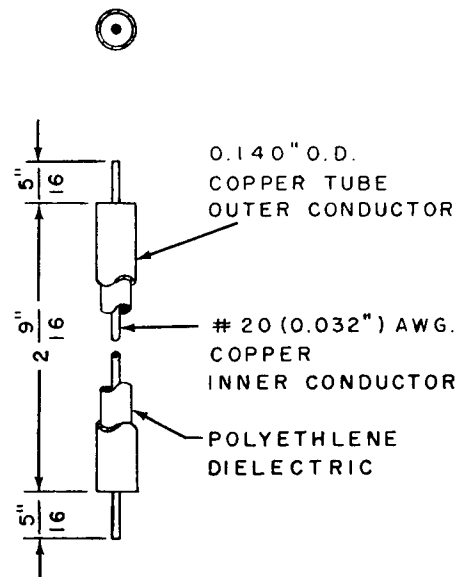 5"
16
0.140" O.D.
COPPER TUBE
OUTER CONDUCTOR
2 9"
16
# 20 (0.032") AWG.
COPPER
INNER CONDUCTOR
POLYETHLENE
DIELECTRIC
5"
16